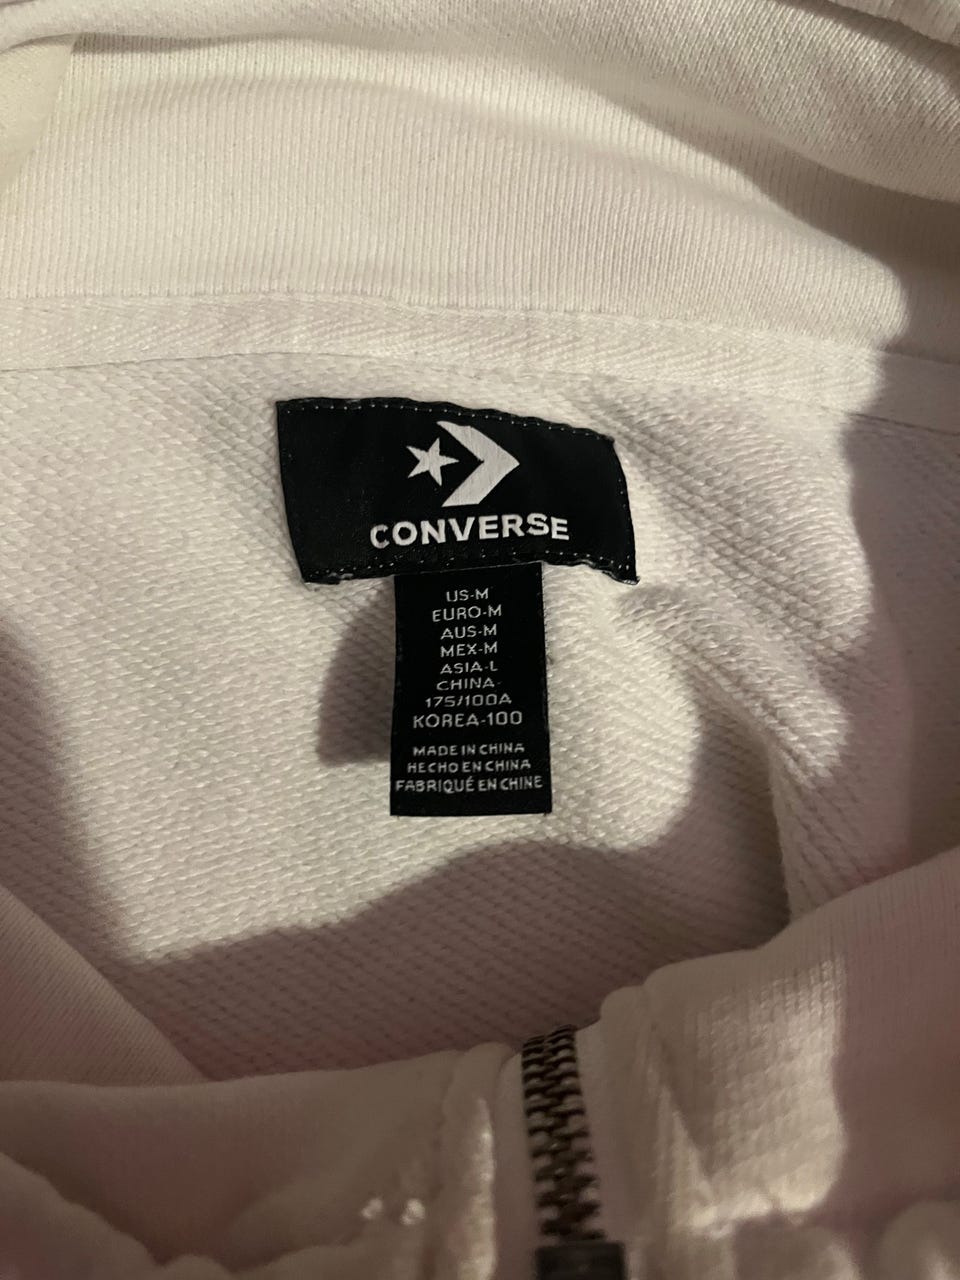 CONVERSE
US-M
EURO-M
AUS-M
MEX-M
ASIA-L
CHINA-
175/100A
KOREA-100
MADE IN CHINA
HECHO EN CHINA
FABRIQUÉ EN CHINE